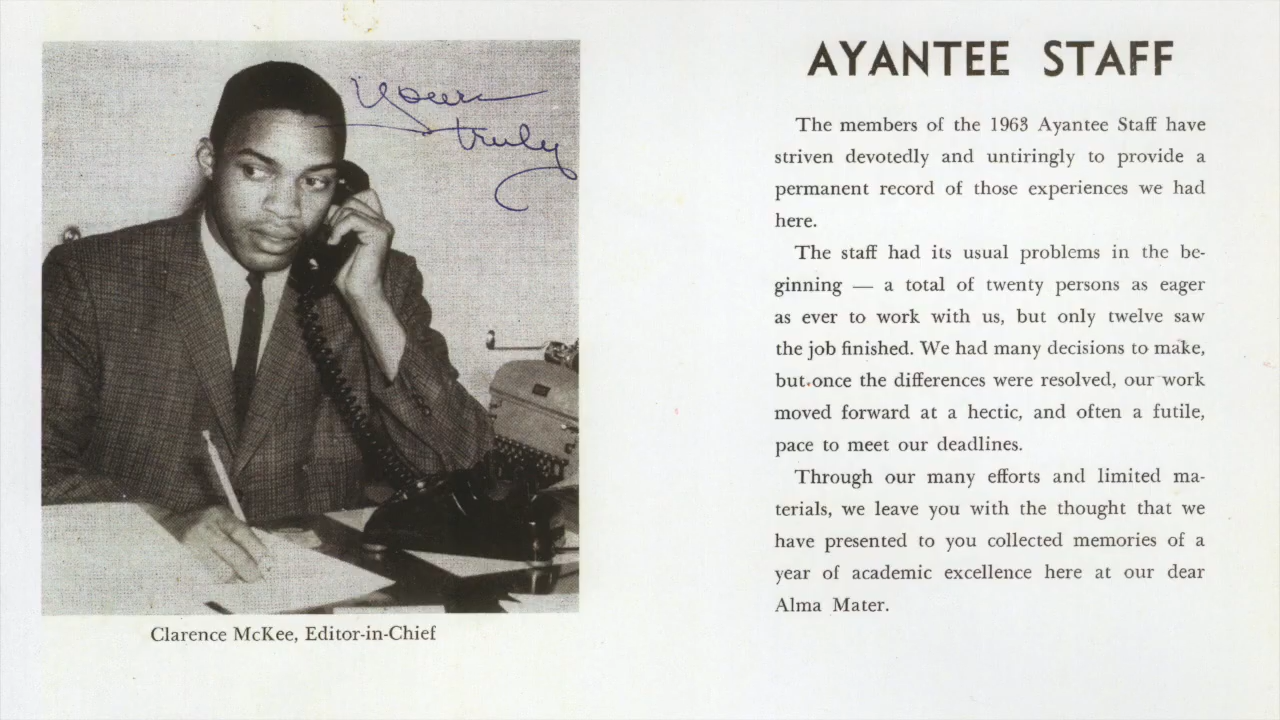 Yours
truly
Clarence McKee, Editor-in-Chief
AYANTEE STAFF
The members of the 1963 Ayantee Staff have
striven devotedly and untiringly to provide a
permanent record of those experiences we had
here.
The staff had its usual problems in the be-
ginning — a total of twenty persons as eager
as ever to work with us, but only twelve saw
the job finished. We had many decisions to make,
but once the differences were resolved, our work
moved forward at a hectic, and often a futile,
pace to meet our deadlines.
Through our many efforts and limited ma-
terials, we leave you with the thought that we
have presented to you collected memories of a
year of academic excellence here at our dear
Alma Mater.